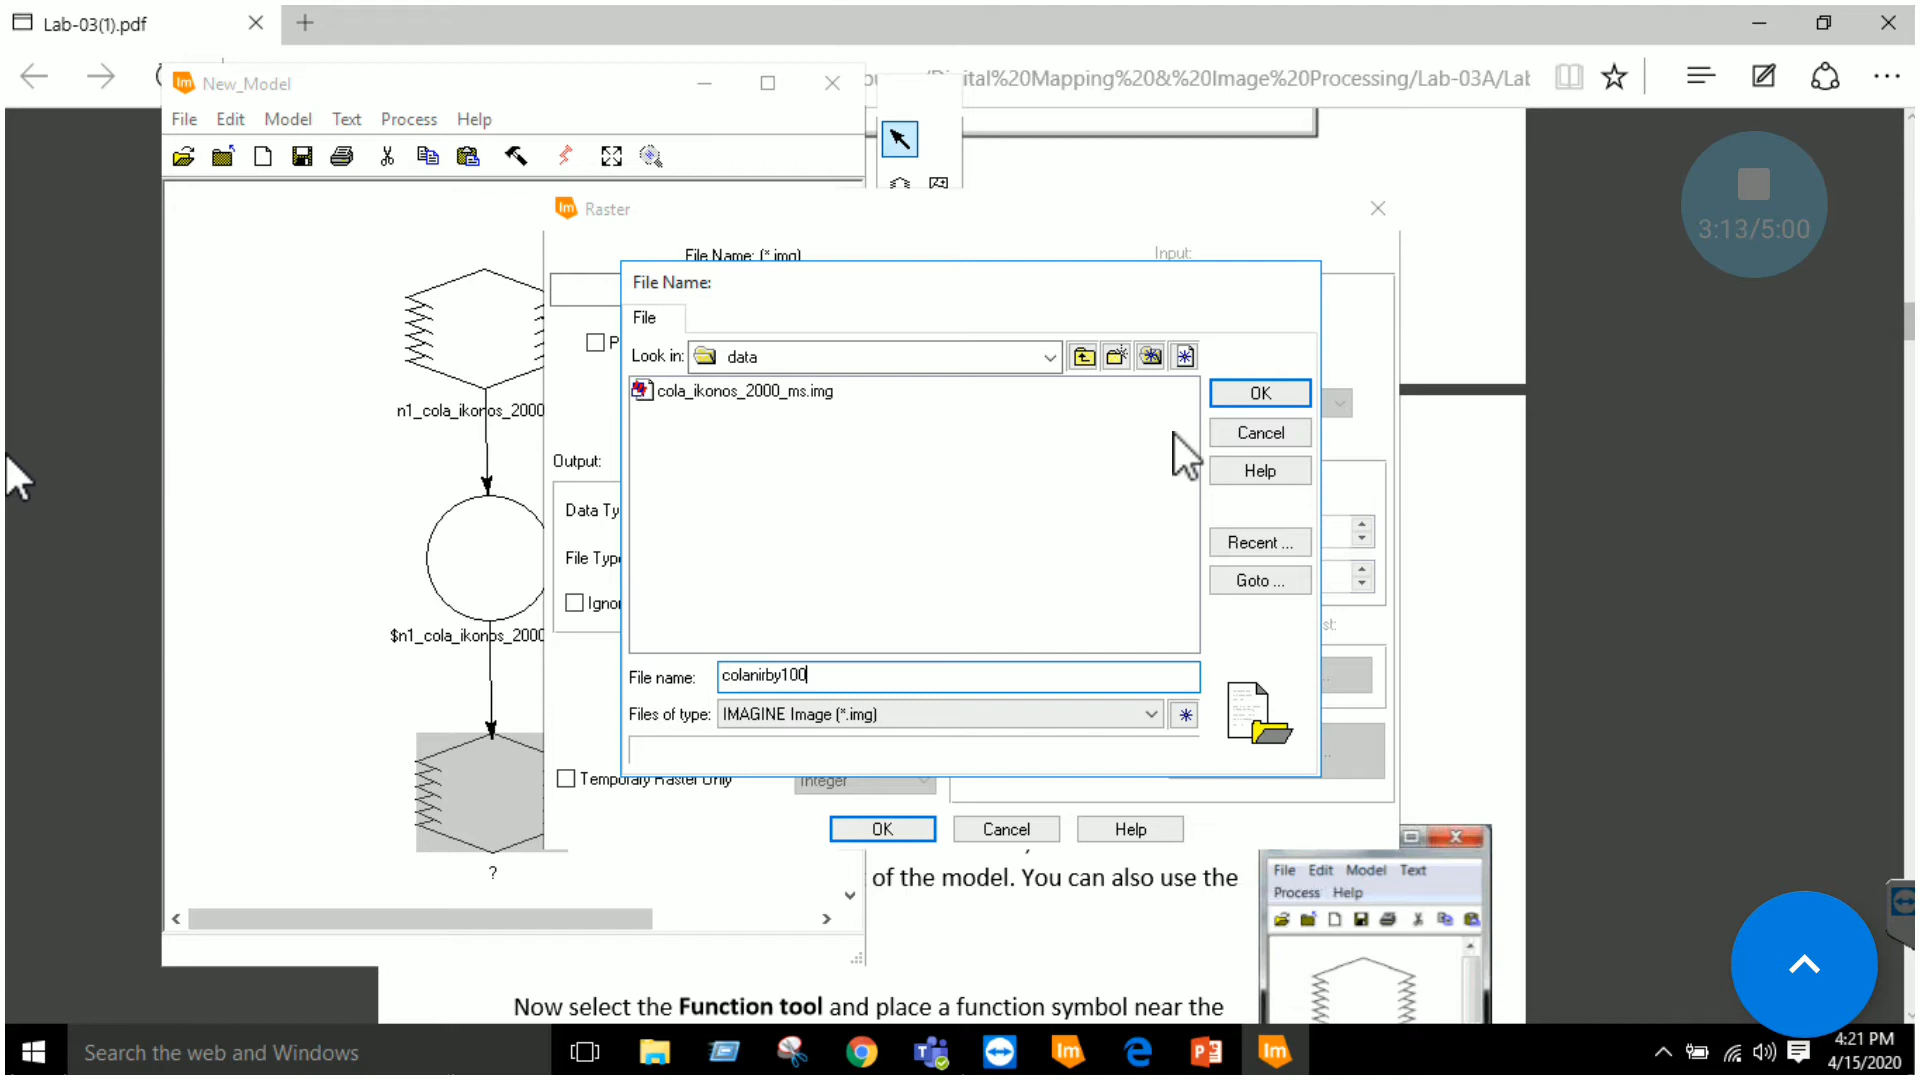 Lab-03(1).pdf
ourse/Digital%20Mapping%20&%20Image%20Processing/Lab-03A/Lab
New_Model
File Edit Model Text Process Help
3:13/5:00
Raster
File Name: (*.img)
Input:
File Name:
File
Look in: data
cola_ikonos_2000_ms.img
OK
Cancel
Help
Recent ...
Goto ...
File name: colanirby100
Files of type: IMAGINE Image (*.img)
n1_cola_ikonos_2000
Output:
Data Ty
File Type
Ignor
$n1_cola_ikonos_2000
st:
Temporary Raster Only Integer
OK Cancel Help
?
of the model. You can also use the
File Edit Model Text
Process Help
Now select the Function tool and place a function symbol near the
Search the web and Windows
4:21 PM
4/15/2020